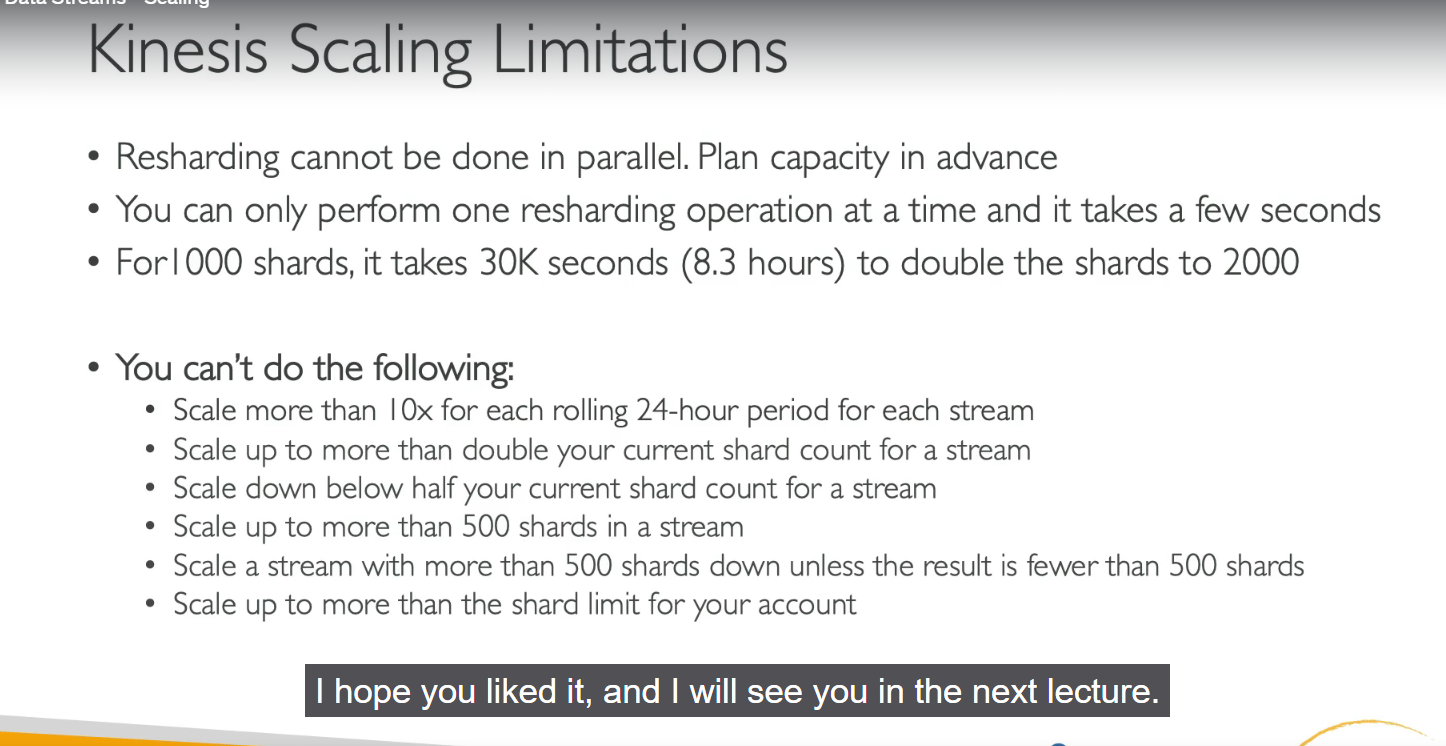 Data Streams - Scaling
Kinesis Scaling Limitations
• Resharding cannot be done in parallel. Plan capacity in advance
• You can only perform one resharding operation at a time and it takes a few seconds
• For1000 shards, it takes 30K seconds (8.3 hours) to double the shards to 2000
• You can't do the following:
• Scale more than 10x for each rolling 24-hour period for each stream
• Scale up to more than double your current shard count for a stream
• Scale down below half your current shard count for a stream
• Scale up to more than 500 shards in a stream
• Scale a stream with more than 500 shards down unless the result is fewer than 500 shards
• Scale up to more than the shard limit for your account
I hope you liked it, and I will see you in the next lecture.